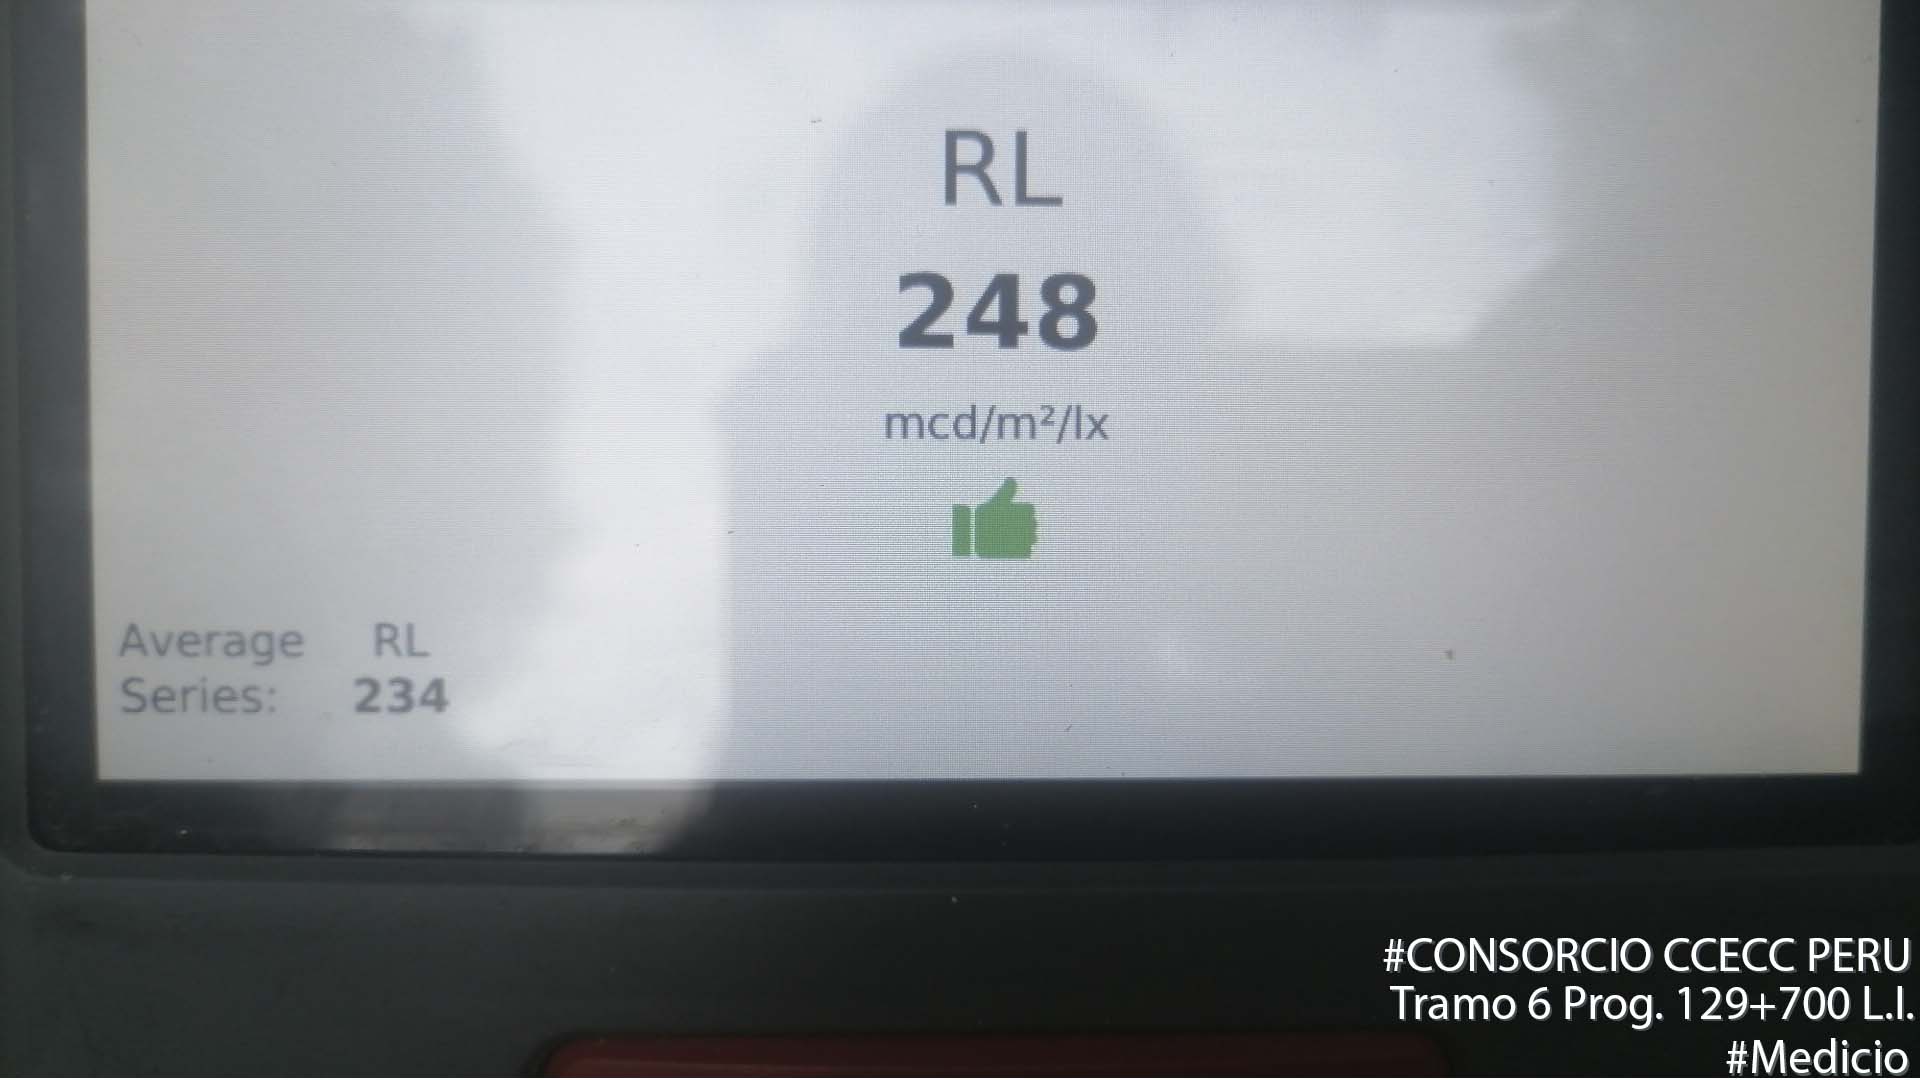 RL
248
mcd/m²/lx
Average RL
Series: 234
#CONSORCIO CCECC PERU
Tramo 6 Prog. 129+700 L.I.
#Medicio